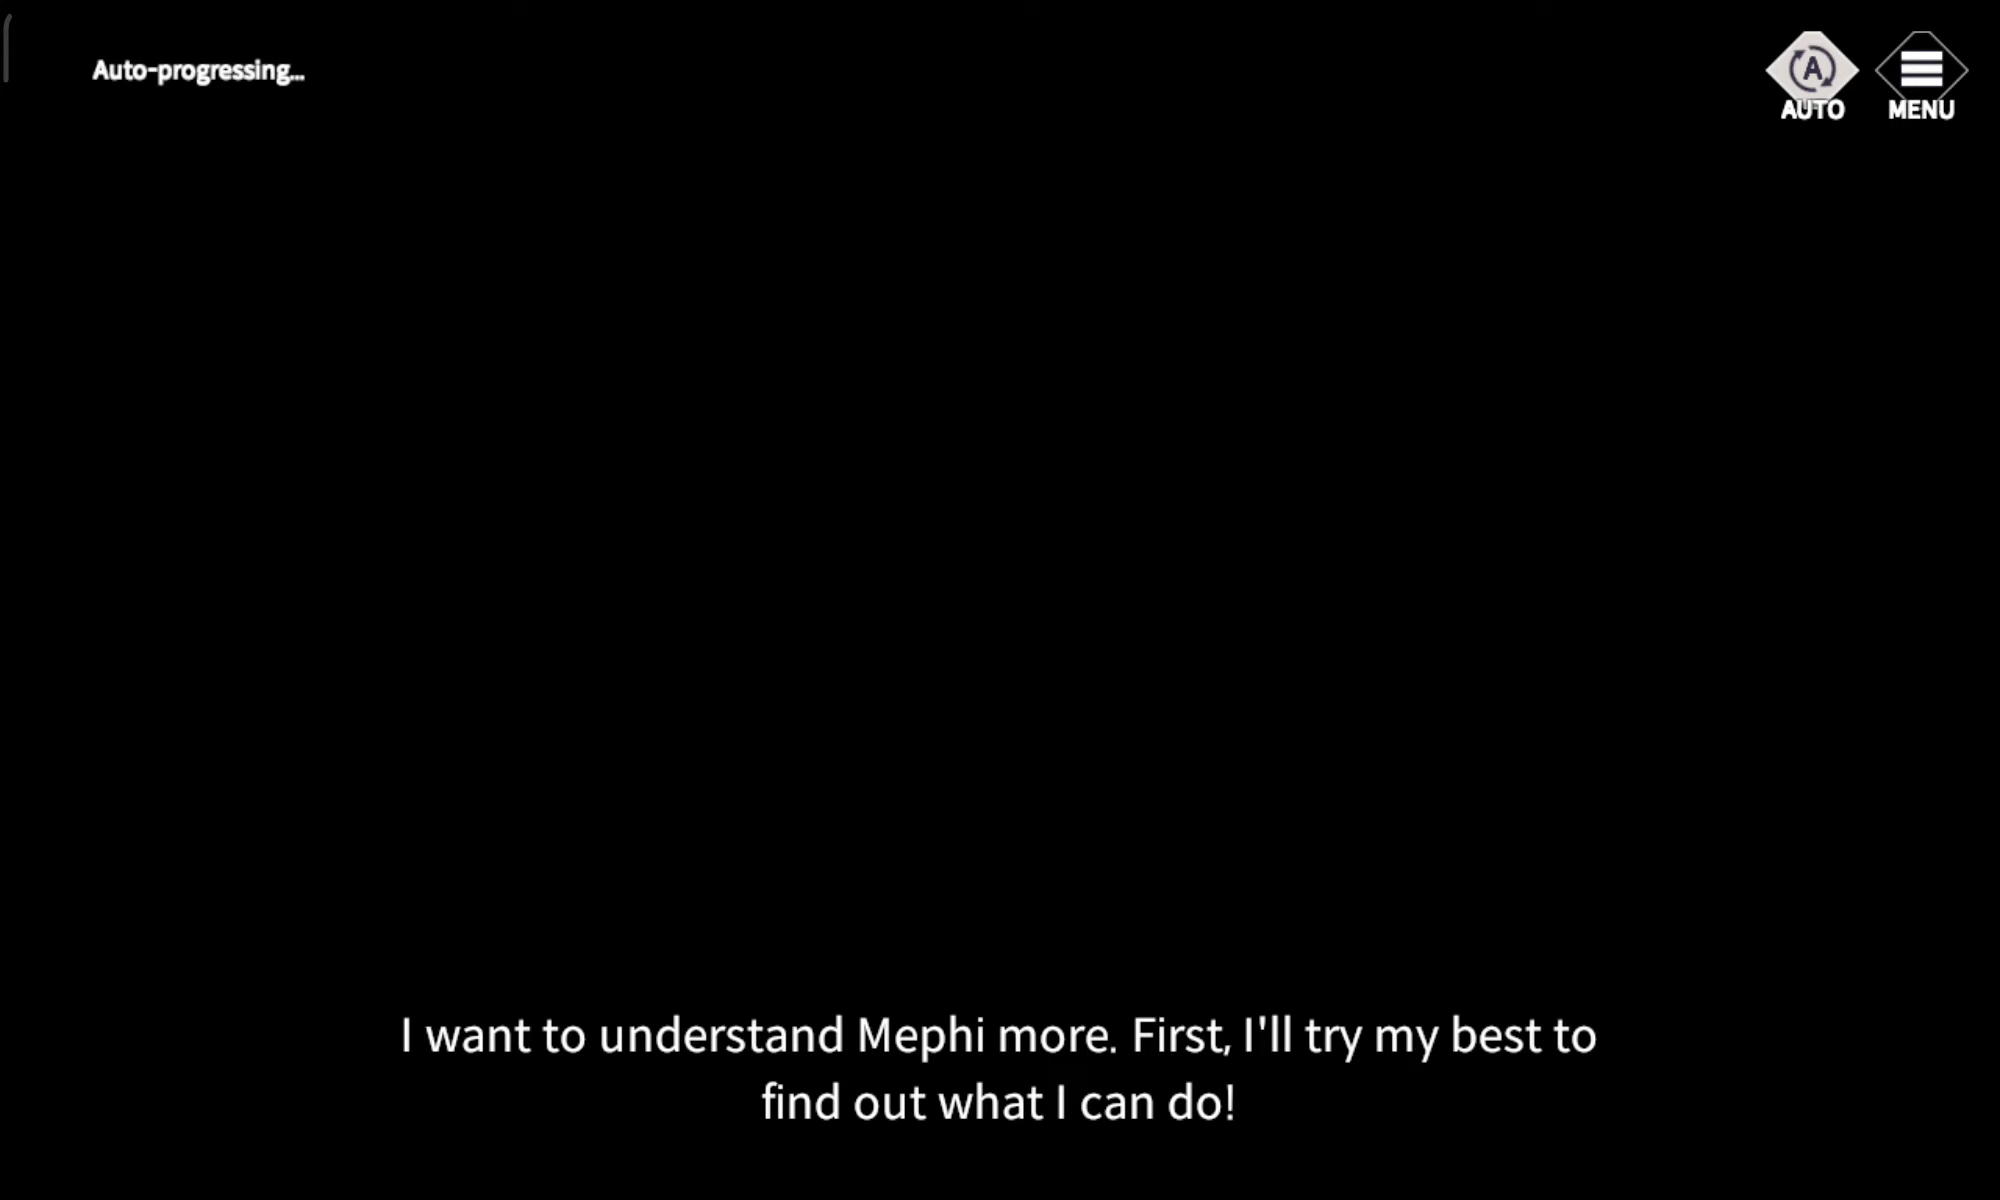 Auto-progressing...
A
AUTO
MENU
I want to understand Mephi more. First, I'll try my best to
find out what I can do!